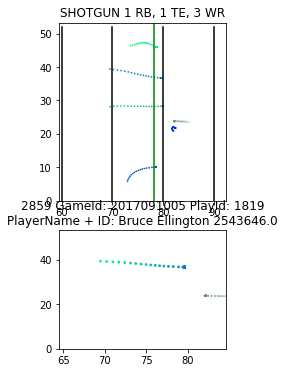 SHOTGUN 1 RB, 1 TE, 3 WR
50
40
30
20
10
0
60 70 80 90
2859 GameId: 2017091005 PlayId: 1819
PlayerName + ID: Bruce Ellington 2543646.0
40
20
0
65 70 75 80